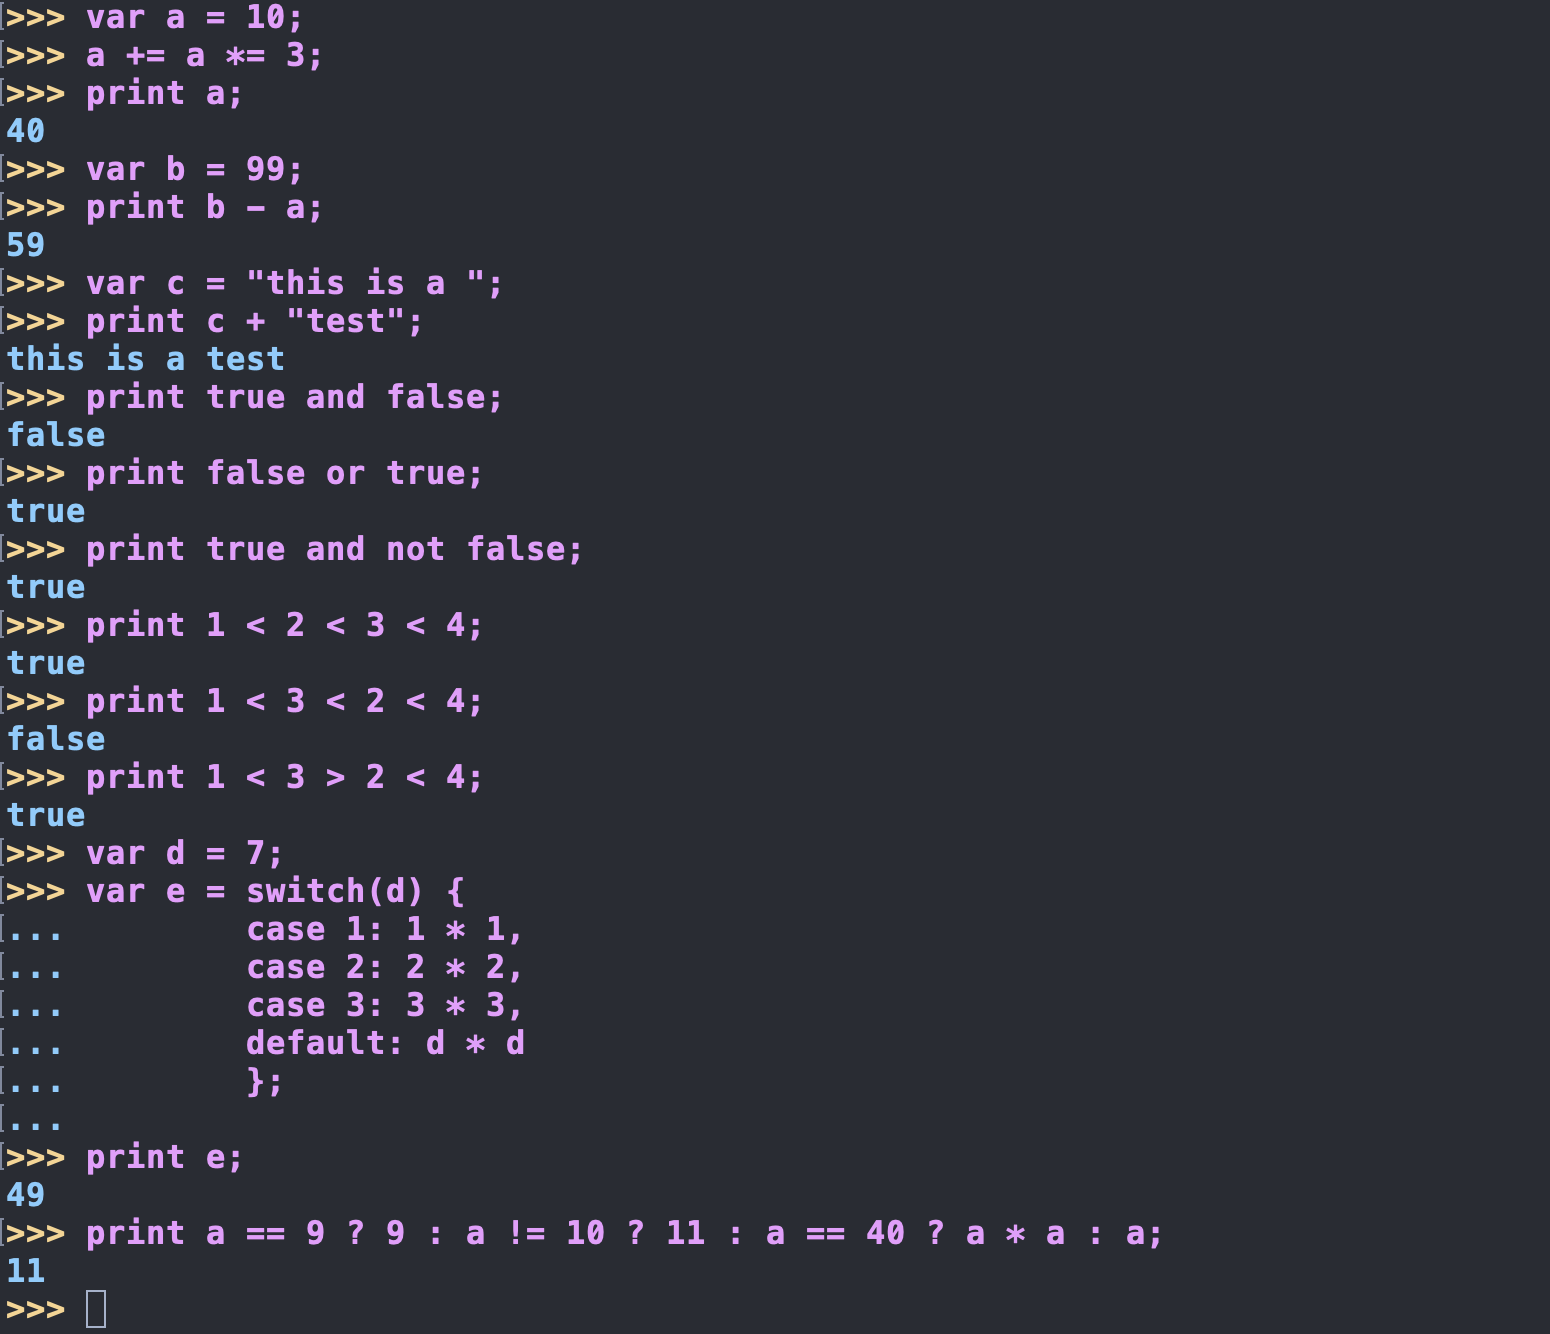 >>> var a = 10;
>>> a += a *= 3;
>>> print a;
40
>>> var b = 99;
>>> print b - a;
59
>>> var c = "this is a ";
>>> print c + "test";
this is a test
>>> print true and false;
false
>>> print false or true;
true
>>> print true and not false;
true
>>> print 1 < 2 < 3 < 4;
true
>>> print 1 < 3 < 2 < 4;
false
>>> print 1 < 3 > 2 < 4;
true
>>> var d = 7;
>>> var e = switch(d) {
...         case 1: 1 * 1,
...         case 2: 2 * 2,
...         case 3: 3 * 3,
...         default: d * d
...         };
...
>>> print e;
49
>>> print a == 9 ? 9 : a != 10 ? 11 : a == 40 ? a * a : a;
11
>>>